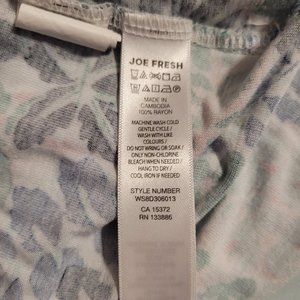 JOE FRESH
MADE IN
CAMBODIA
100% RAYON
MACHINE WASH COLD
GENTLE CYCLE /
WASH WITH LIKE
COLOURS /
DO NOT WRING OR SOAK /
ONLY NON-CHLORINE
BLEACH WHEN NEEDED /
HANG TO DRY /
COOL IRON IF NEEDED
STYLE NUMBER
WS8D306013
CA 15372
RN 133886